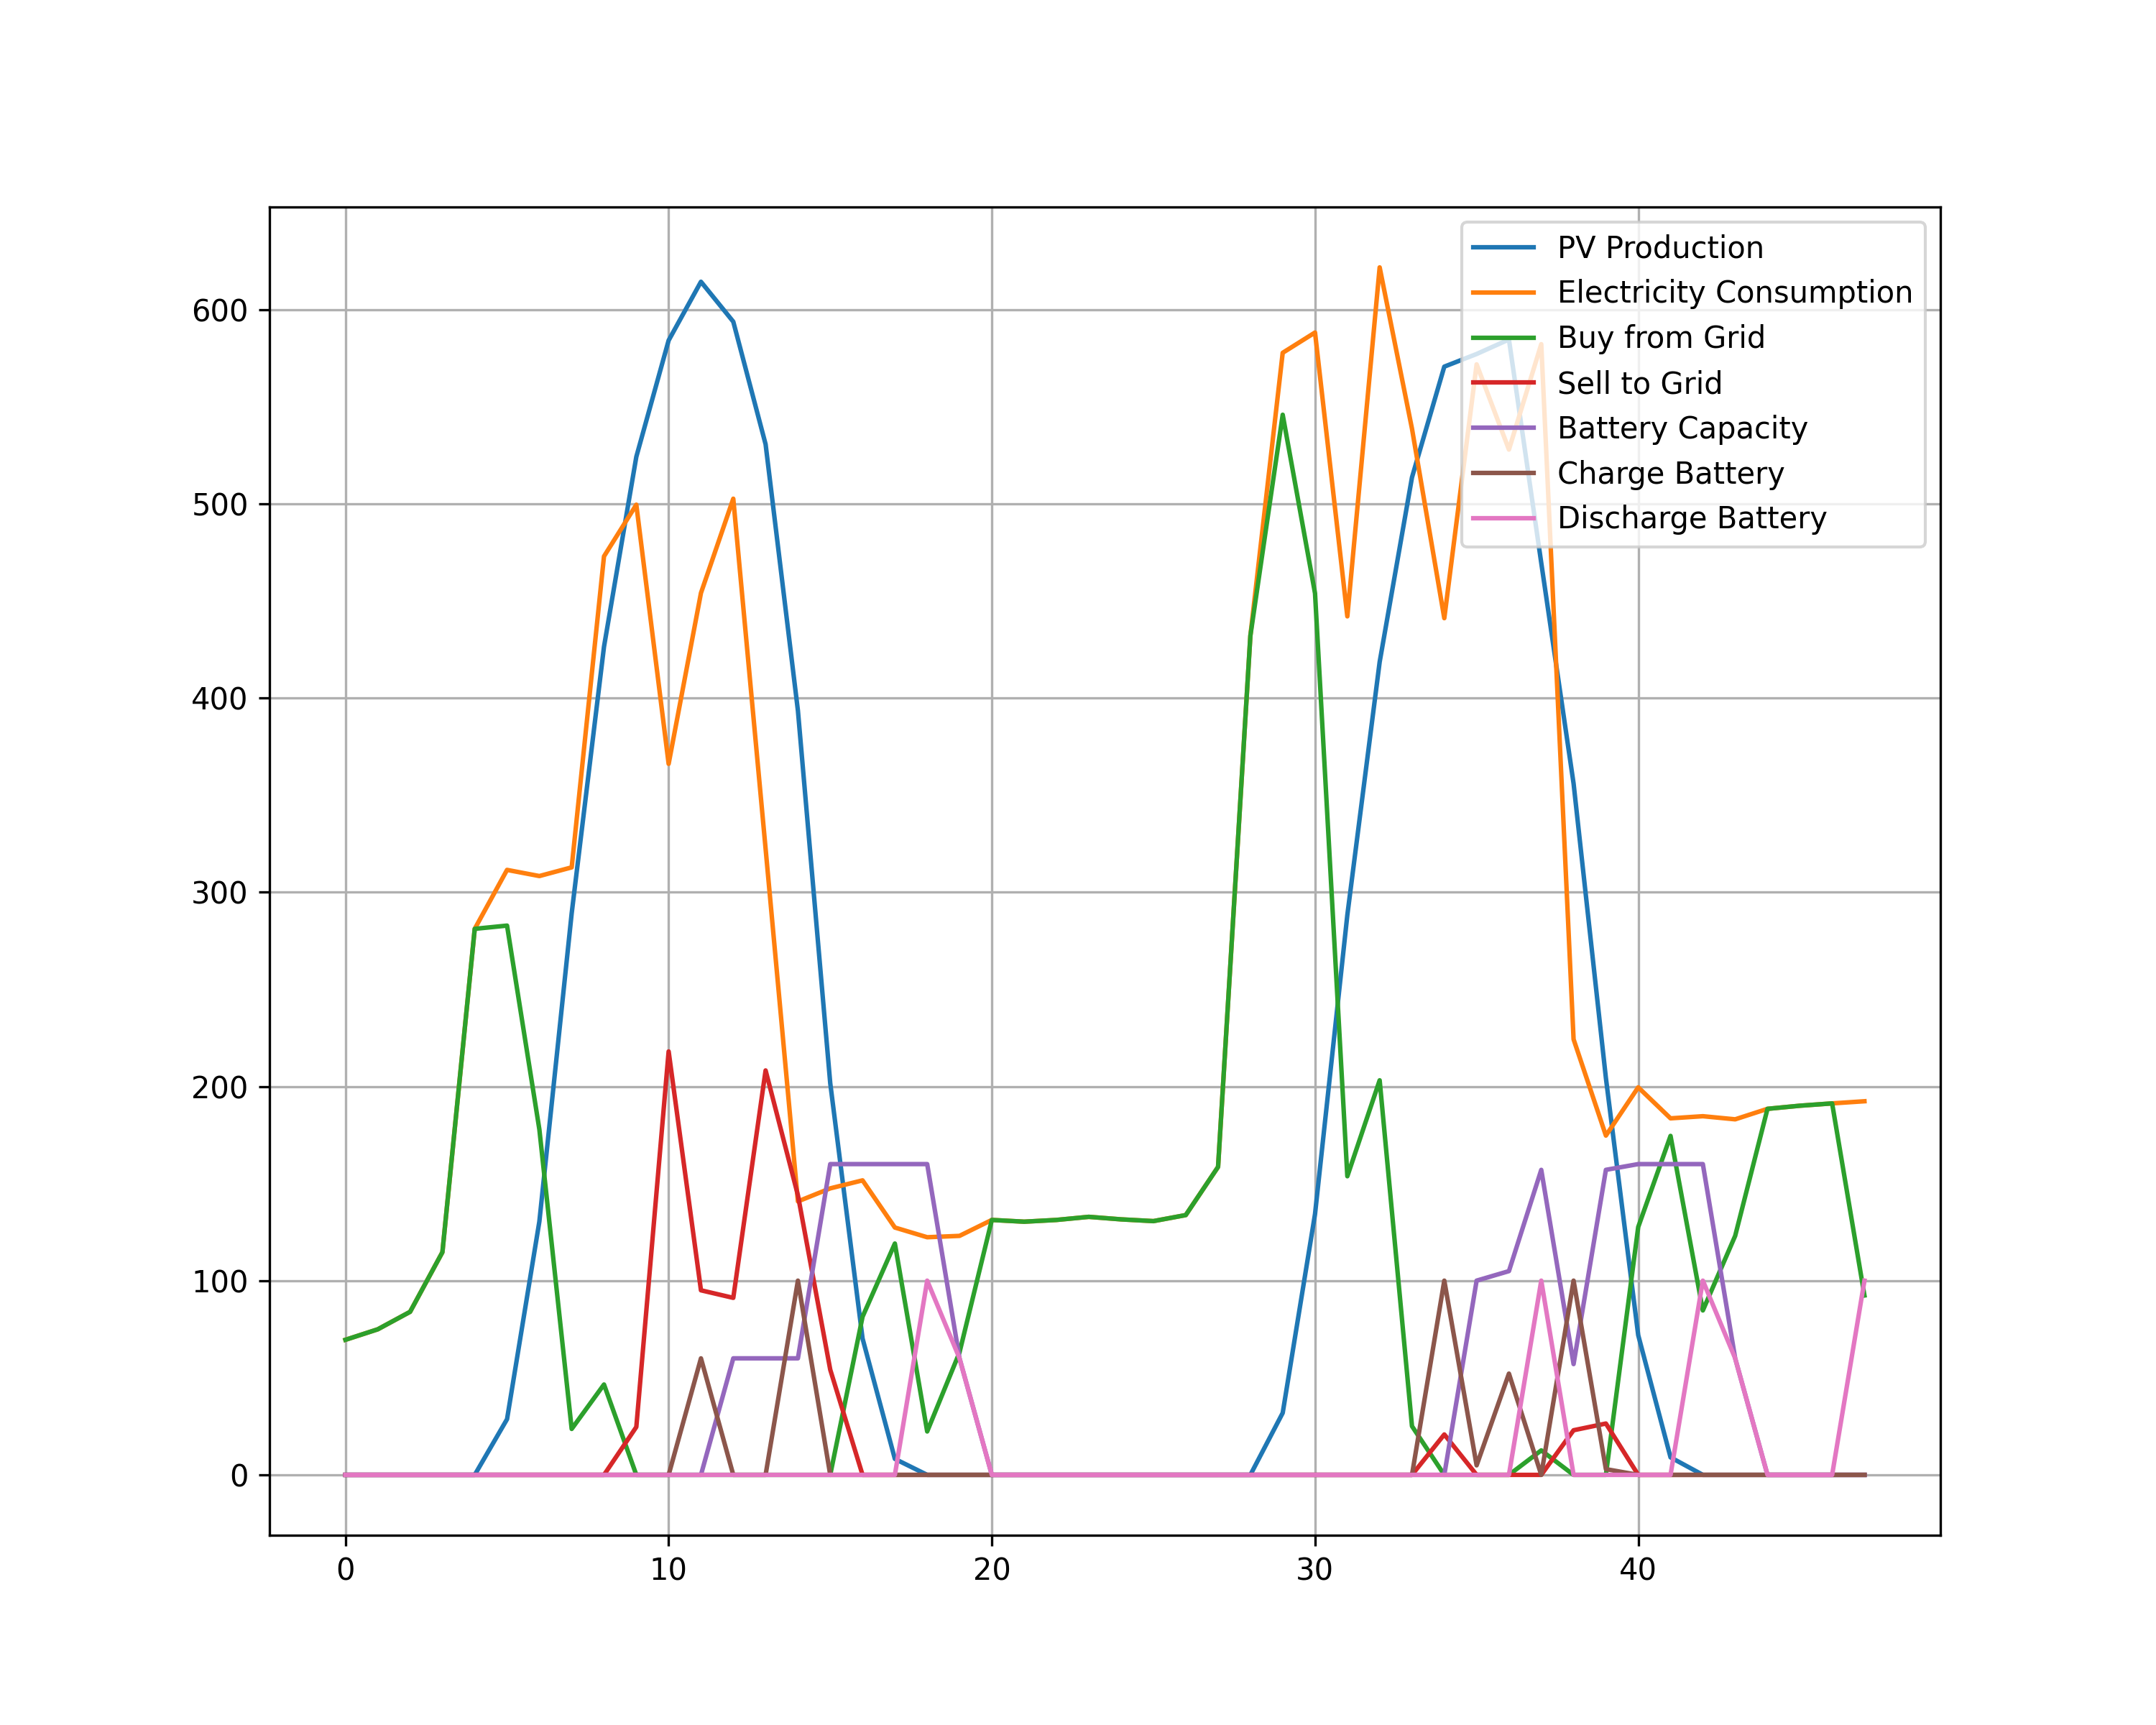 600
500
400
300
200
100
0
0 10 20 30 40
PV Production
Electricity Consumption
Buy from Grid
Sell to Grid
Battery Capacity
Charge Battery
Discharge Battery